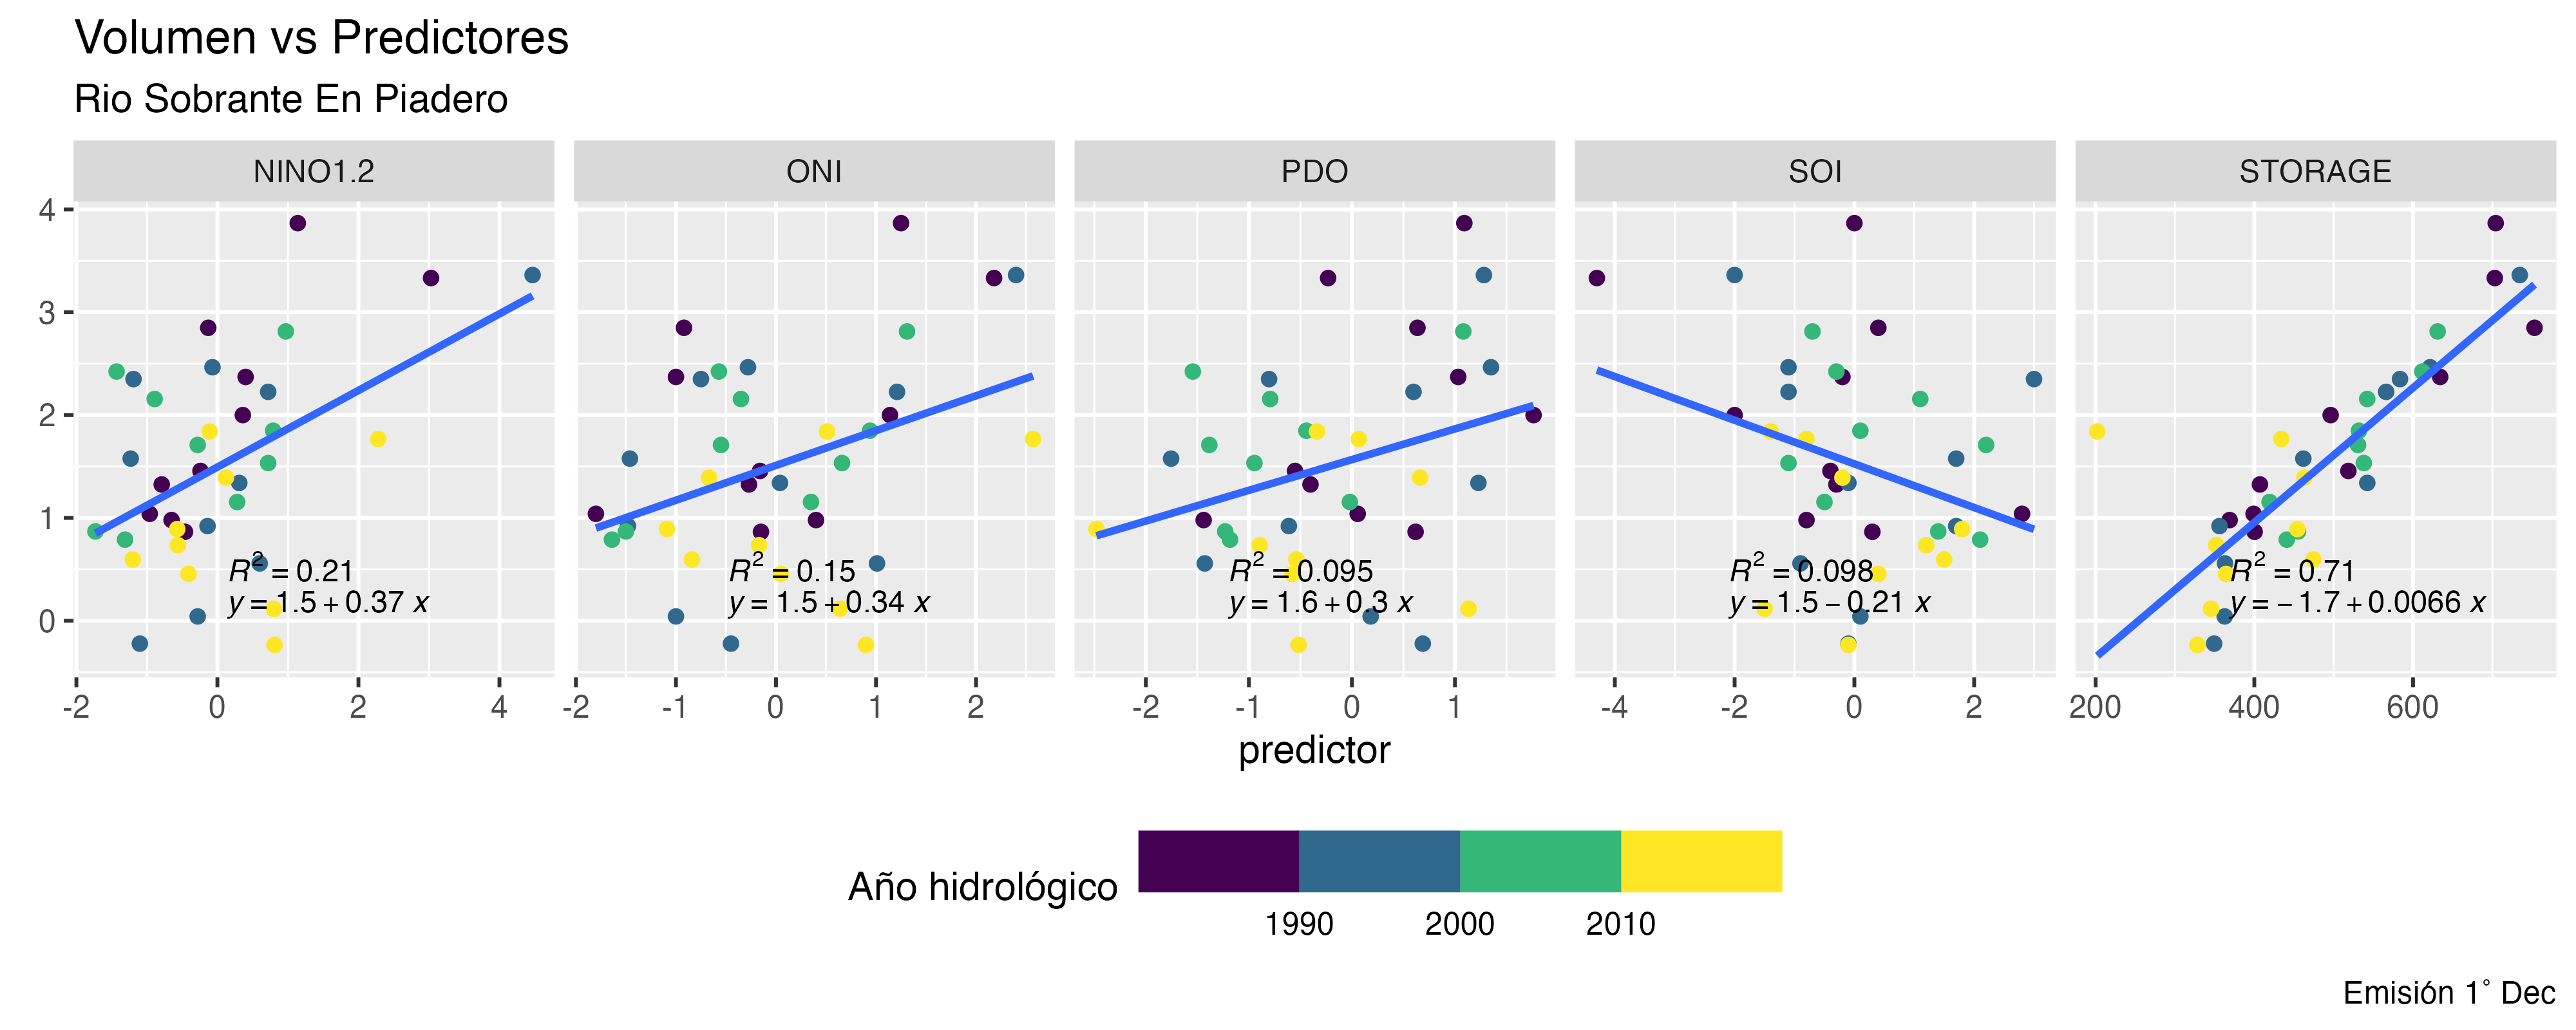 Volumen vs Predictores
Rio Sobrante En Piadero
NINO1.2 ONI PDO SOI STORAGE
4
3
2
1
0
R² = 0.21 R² = 0.15 R² = 0.095 R² = 0.098 R² = 0.71
y = 1.5 + 0.37 x y = 1.5 + 0.34 x y = 1.6 + 0.3 x y = 1.5 − 0.21 x y = − 1.7 + 0.0066 x
-2 0 2 4 -2 -1 0 1 2 -2 -1 0 1 -4 -2 0 2 200 400 600
predictor
Año hidrológico
1990 2000 2010
Emisión 1° Dec